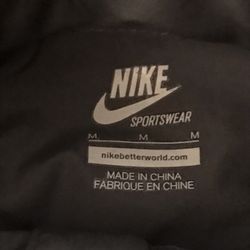 NIKE
SPORTSWEAR
M M M
nikebetterworld.com
MADE IN CHINA
FABRIQUE EN CHINE